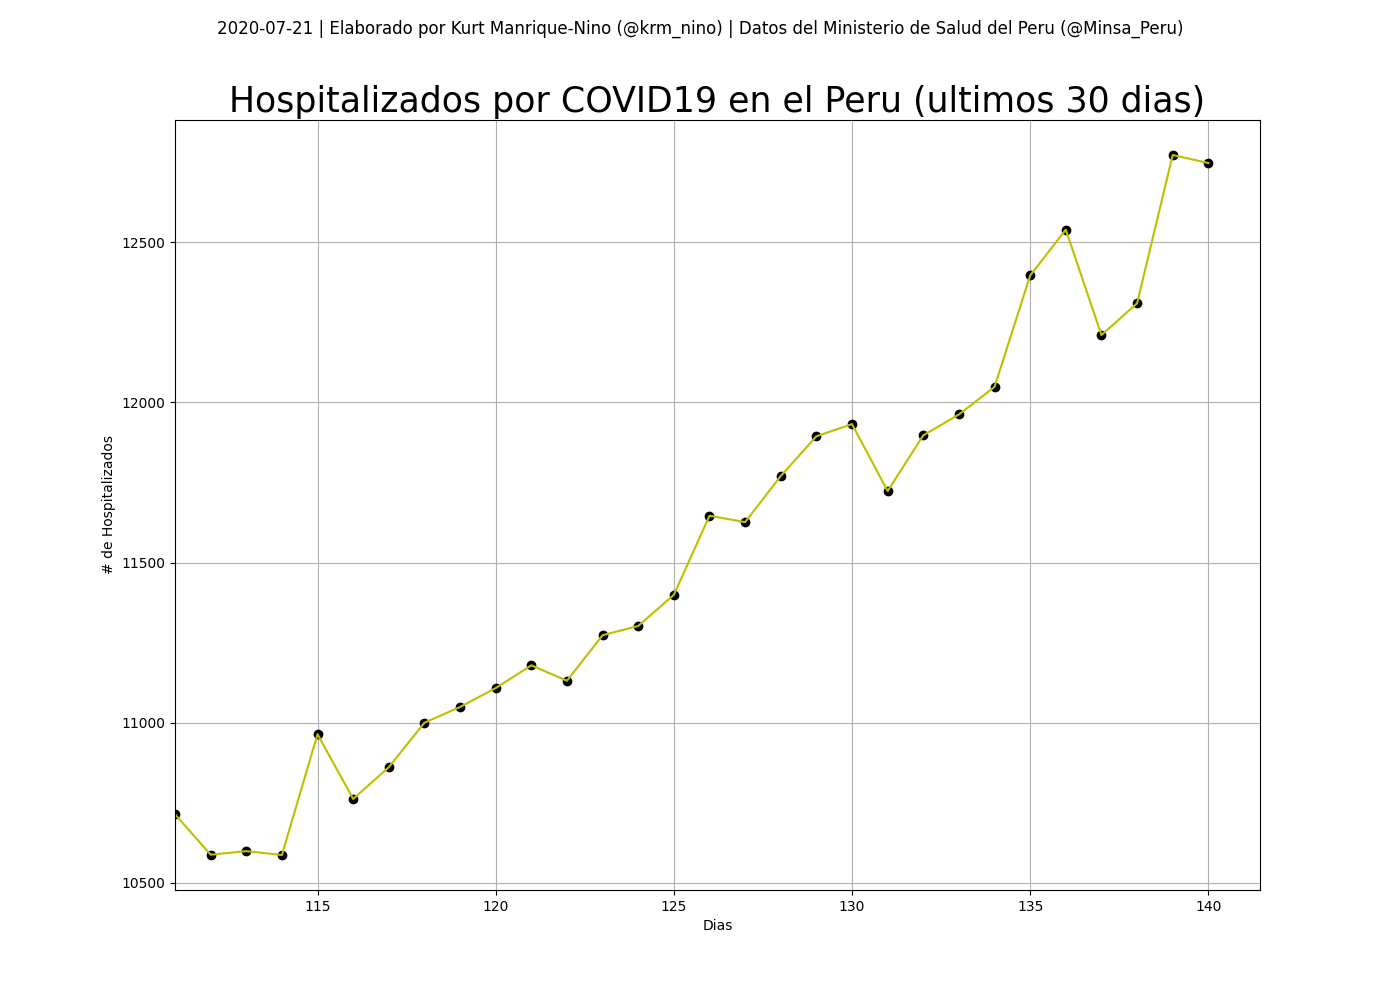 2020-07-21 | Elaborado por Kurt Manrique-Nino (@krm_nino) | Datos del Ministerio de Salud del Peru (@Minsa_Peru)
Hospitalizados por COVID19 en el Peru (ultimos 30 dias)
12500
12000
11500
11000
10500
# de Hospitalizados
115 120 125 130 135 140
Dias